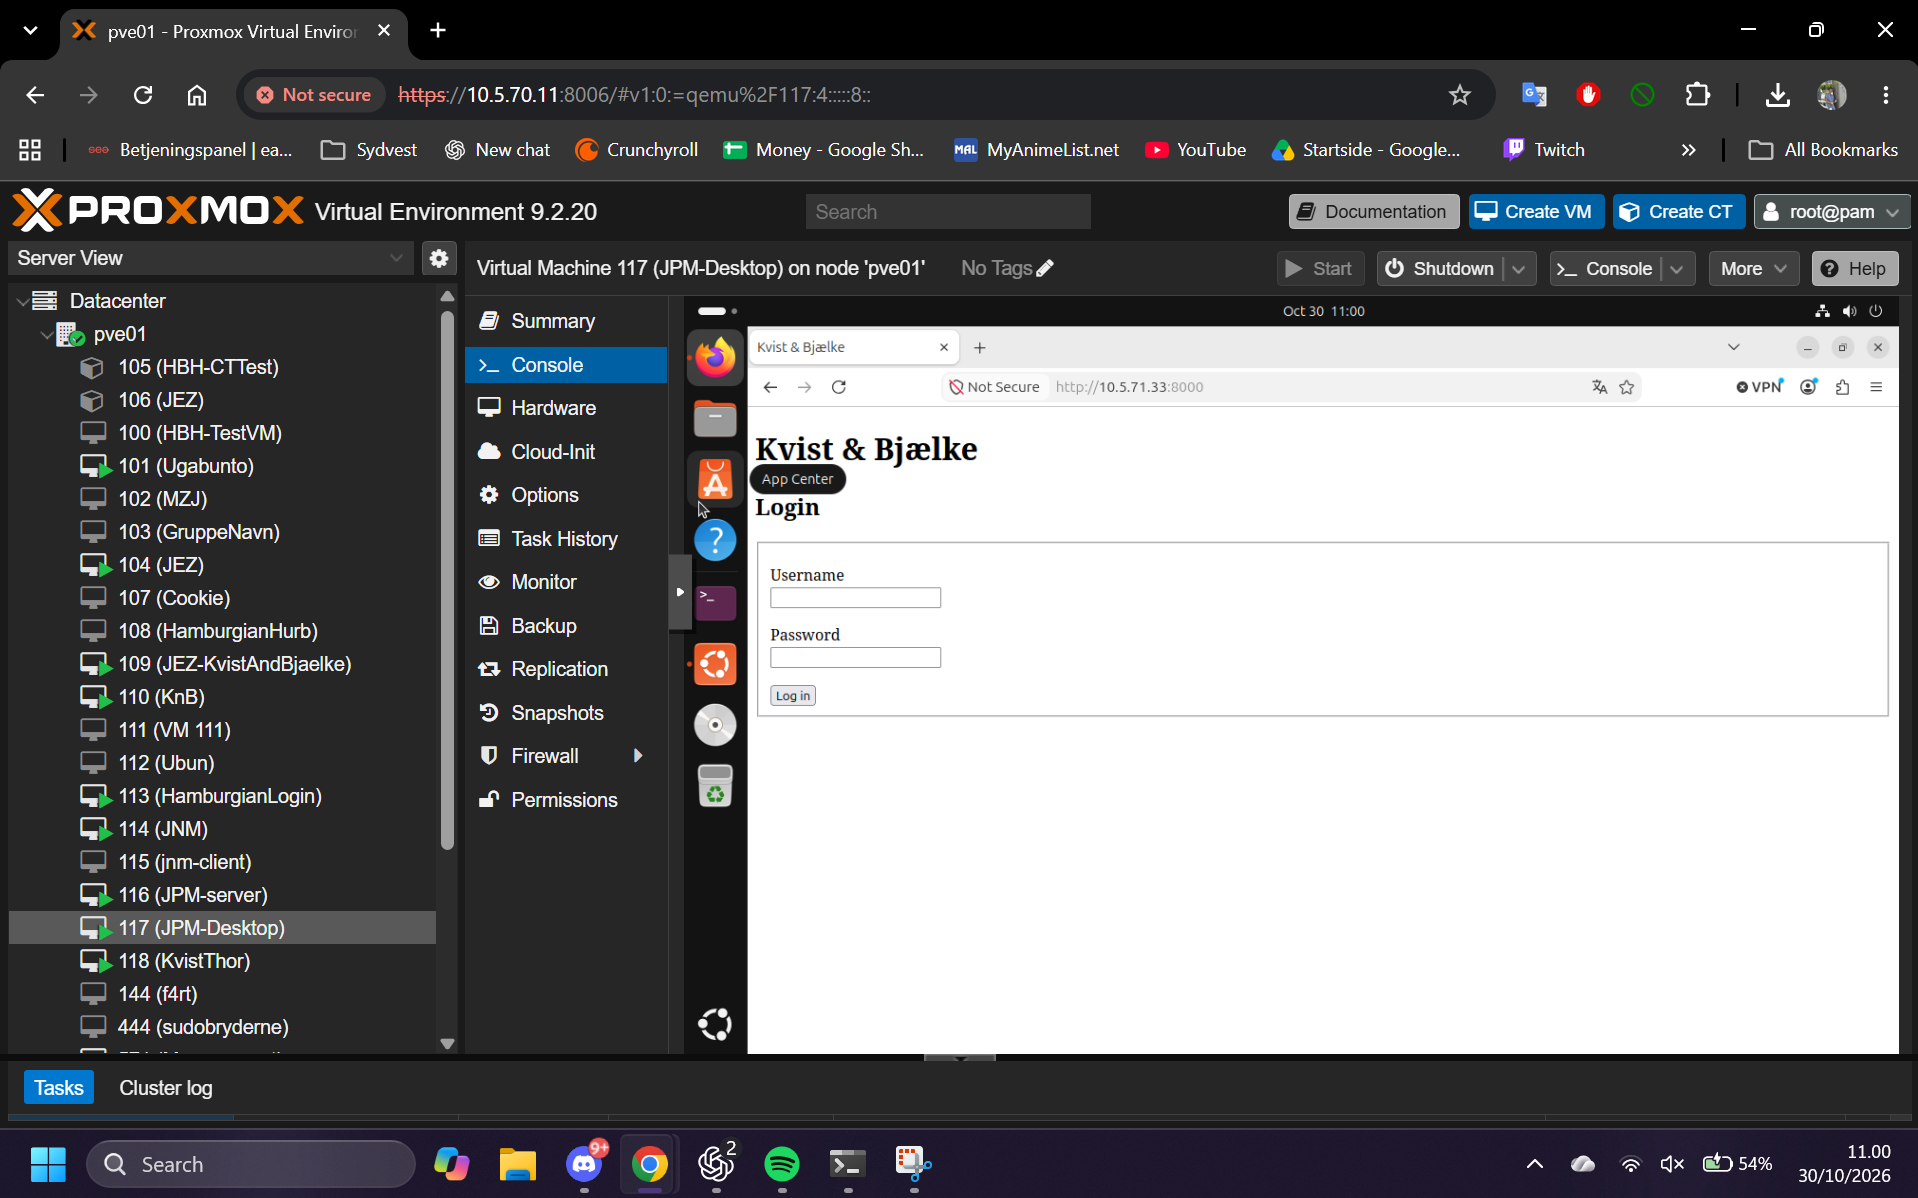 pve01 - Proxmox Virtual Enviror
Not secure
https://10.5.70.11:8006/#v1:0:=qemu%2F117:4:::::8::
Betjeningspanel | ea...
Sydvest
New chat
Crunchyroll
Money - Google Sh...
MAL
MyAnimeList.net
YouTube
Startside - Google...
Twitch
All Bookmarks
PROXMOX Virtual Environment 9.2.20
Search
Documentation
Create VM
Create CT
root@pam
Server View
Virtual Machine 117 (JPM-Desktop) on node 'pve01'
No Tags
Start
Shutdown
Console
More
Help
Datacenter
pve01
105 (HBH-CTTest)
106 (JEZ)
100 (HBH-TestVM)
101 (Ugabunto)
102 (MZJ)
103 (GruppeNavn)
104 (JEZ)
107 (Cookie)
108 (HamburgianHurb)
109 (JEZ-KvistAndBjaelke)
110 (KnB)
111 (VM 111)
112 (Ubun)
113 (HamburgianLogin)
114 (JNM)
115 (jnm-client)
116 (JPM-server)
117 (JPM-Desktop)
118 (KvistThor)
144 (f4rt)
444 (sudobryderne)
Summary
Console
Hardware
Cloud-Init
Options
Task History
Monitor
Backup
Replication
Snapshots
Firewall
Permissions
Oct 30 11:00
Kvist & Bjælke
Not Secure
http://10.5.71.33:8000
VPN
Kvist & Bjælke
App Center
Login
Username
Password
Log in
Tasks
Cluster log
Search
9+
2
54%
11.00
30/10/2026